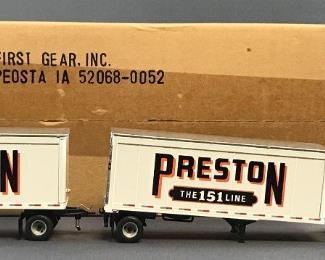 FIRST GEAR, INC.
PEOSTA IA 52068-0052
N
PRESTON
THE 151 LINE